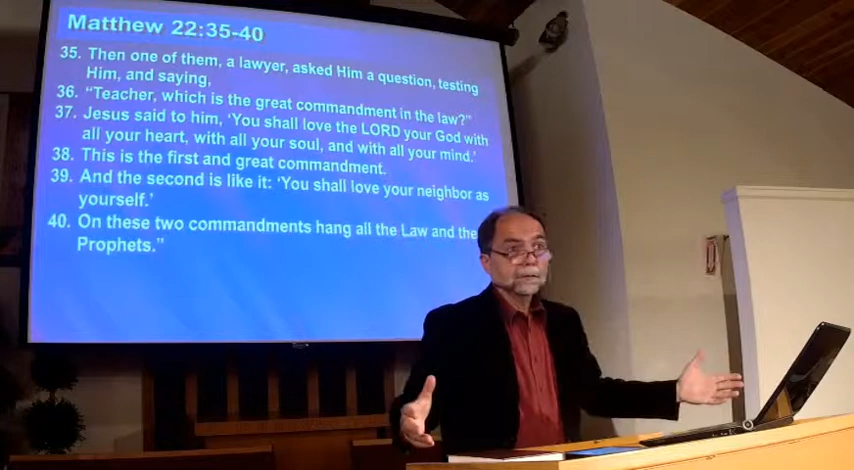 Matthew 22:35-40
35. Then one of them, a lawyer, asked Him a question, testing
Him, and saying,
36. “Teacher, which is the great commandment in the law?”
37. Jesus said to him, ‘You shall love the LORD your God with
all your heart, with all your soul, and with all your mind.’
38. This is the first and great commandment.
39. And the second is like it: ‘You shall love your neighbor as
yourself.’
40. On these two commandments hang all the Law and the
Prophets.”